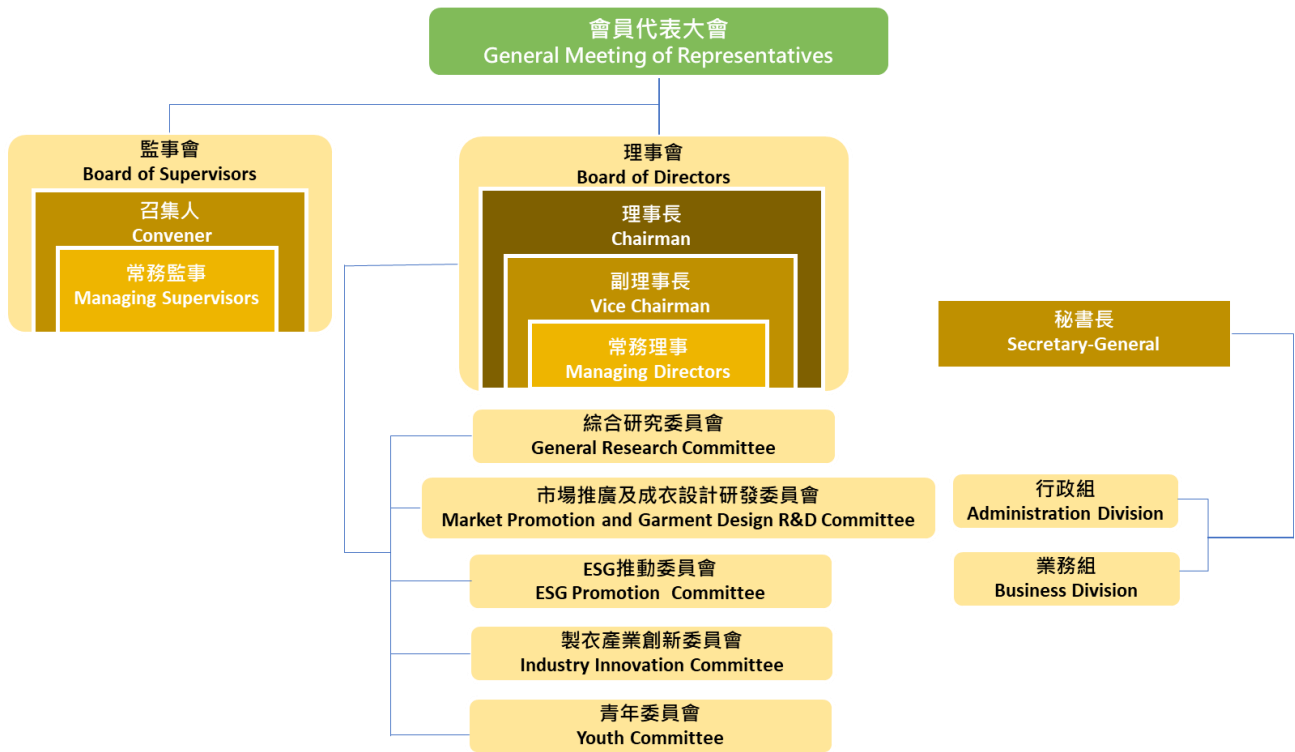 會員代表大會
General Meeting of Representatives
監事會
Board of Supervisors
召集人
Convener
常務監事
Managing Supervisors
理事會
Board of Directors
理事長
Chairman
副理事長
Vice Chairman
常務理事
Managing Directors
秘書長
Secretary-General
綜合研究委員會
General Research Committee
市場推廣及成衣設計研發委員會
Market Promotion and Garment Design R&D Committee
ESG推動委員會
ESG Promotion Committee
製衣產業創新委員會
Industry Innovation Committee
青年委員會
Youth Committee
行政組
Administration Division
業務組
Business Division